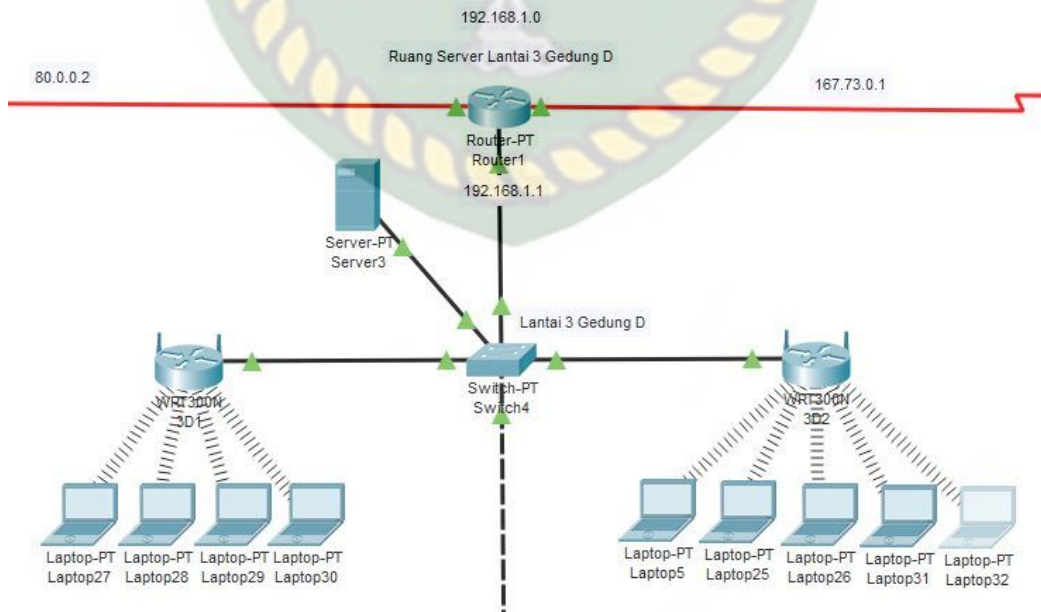 192.168.1.0
Ruang Server Lantai 3 Gedung D
80.0.0.2
167.73.0.1
Router-PT
Router1
192.168.1.1
Server-PT
Server3
Lantai 3 Gedung D
WRT300N
3D1
Switch-PT
Switch4
WRT300N
3D2
Laptop-PT
Laptop27
Laptop-PT
Laptop28
Laptop-PT
Laptop29
Laptop-PT
Laptop30
Laptop-PT
Laptop5
Laptop-PT
Laptop25
Laptop-PT
Laptop26
Laptop-PT
Laptop31
Laptop-PT
Laptop32